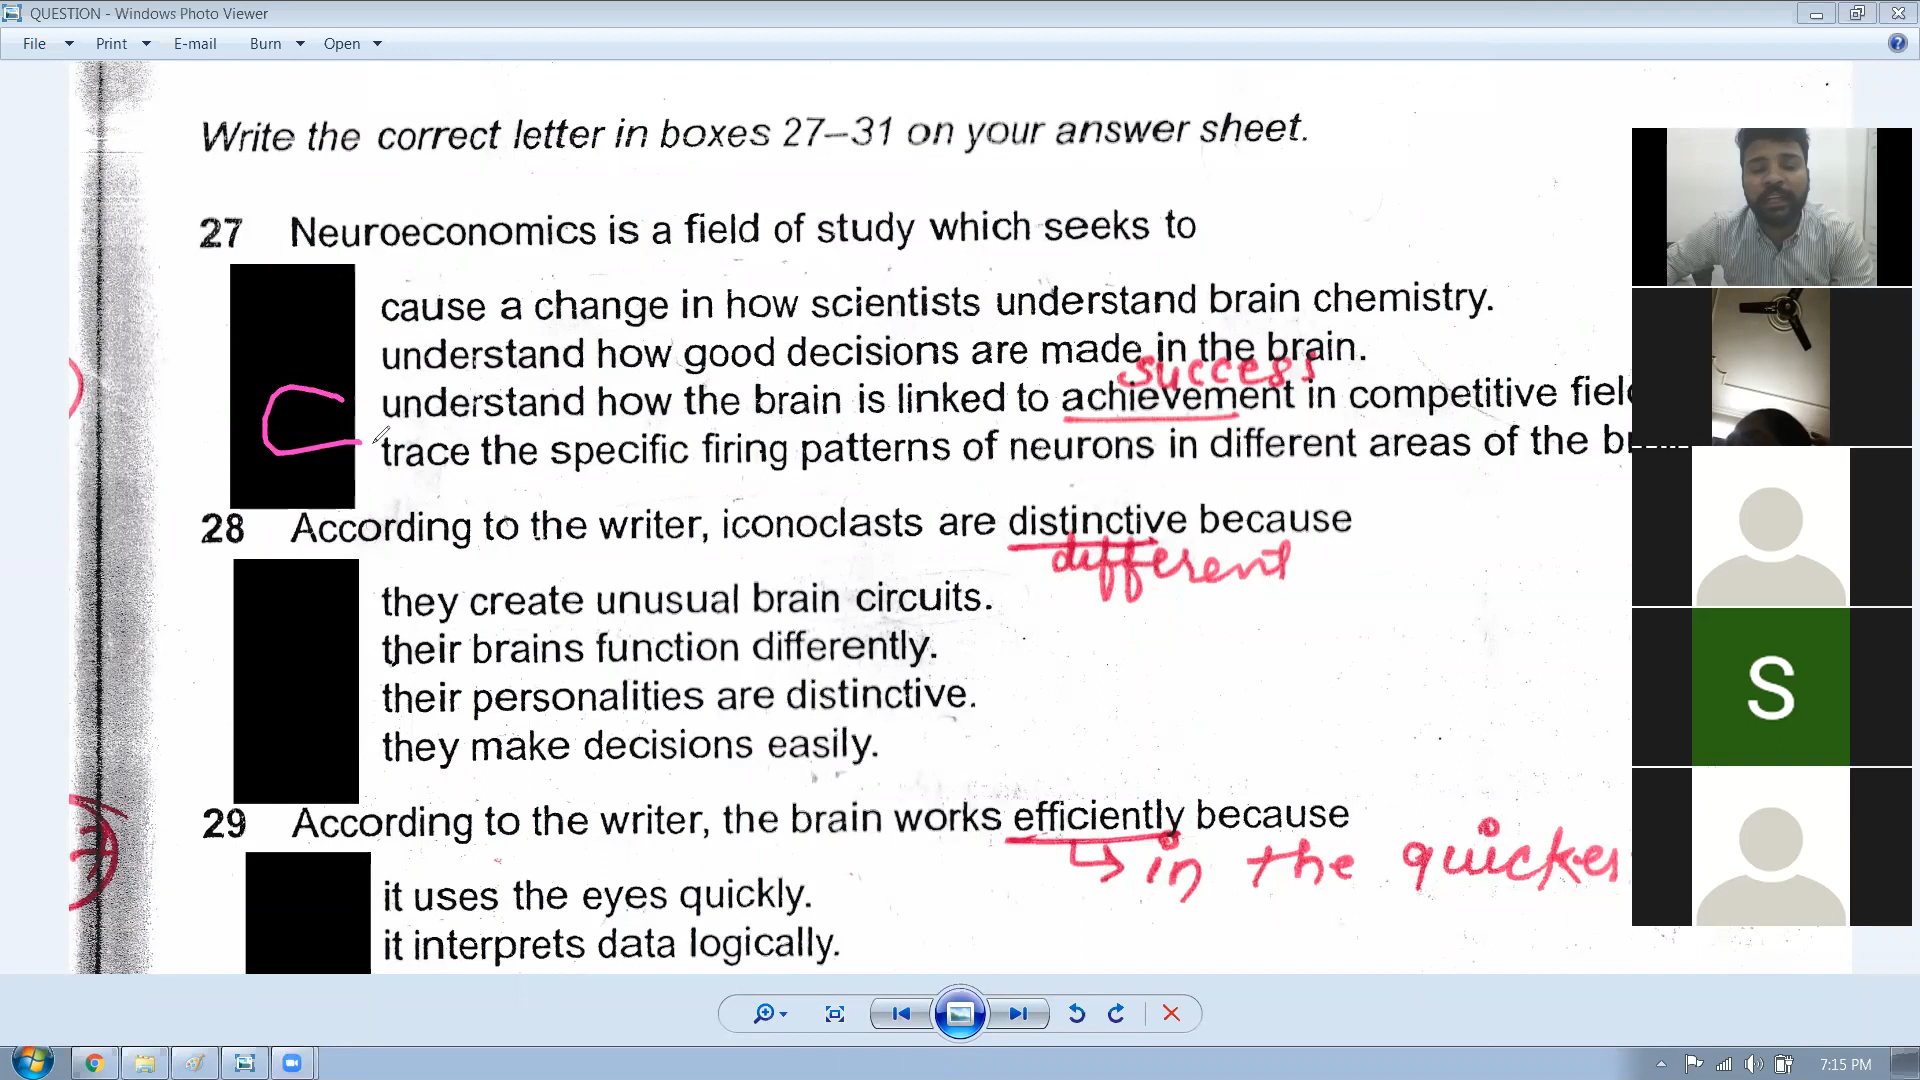 QUESTION - Windows Photo Viewer
File Print E-mail Burn Open
Write the correct letter in boxes 27–31 on your answer sheet.
27 Neuroeconomics is a field of study which seeks to
cause a change in how scientists understand brain chemistry.
understand how good decisions are made in the brain.
success
understand how the brain is linked to achievement in competitive
C
trace the specific firing patterns of neurons in different areas of the
28 According to the writer, iconoclasts are distinctive because
different
they create unusual brain circuits.
their brains function differently.
their personalities are distinctive.
they make decisions easily.
29 According to the writer, the brain works efficiently because
in the quicker
it uses the eyes quickly.
it interprets data logically.
S
7:15 PM